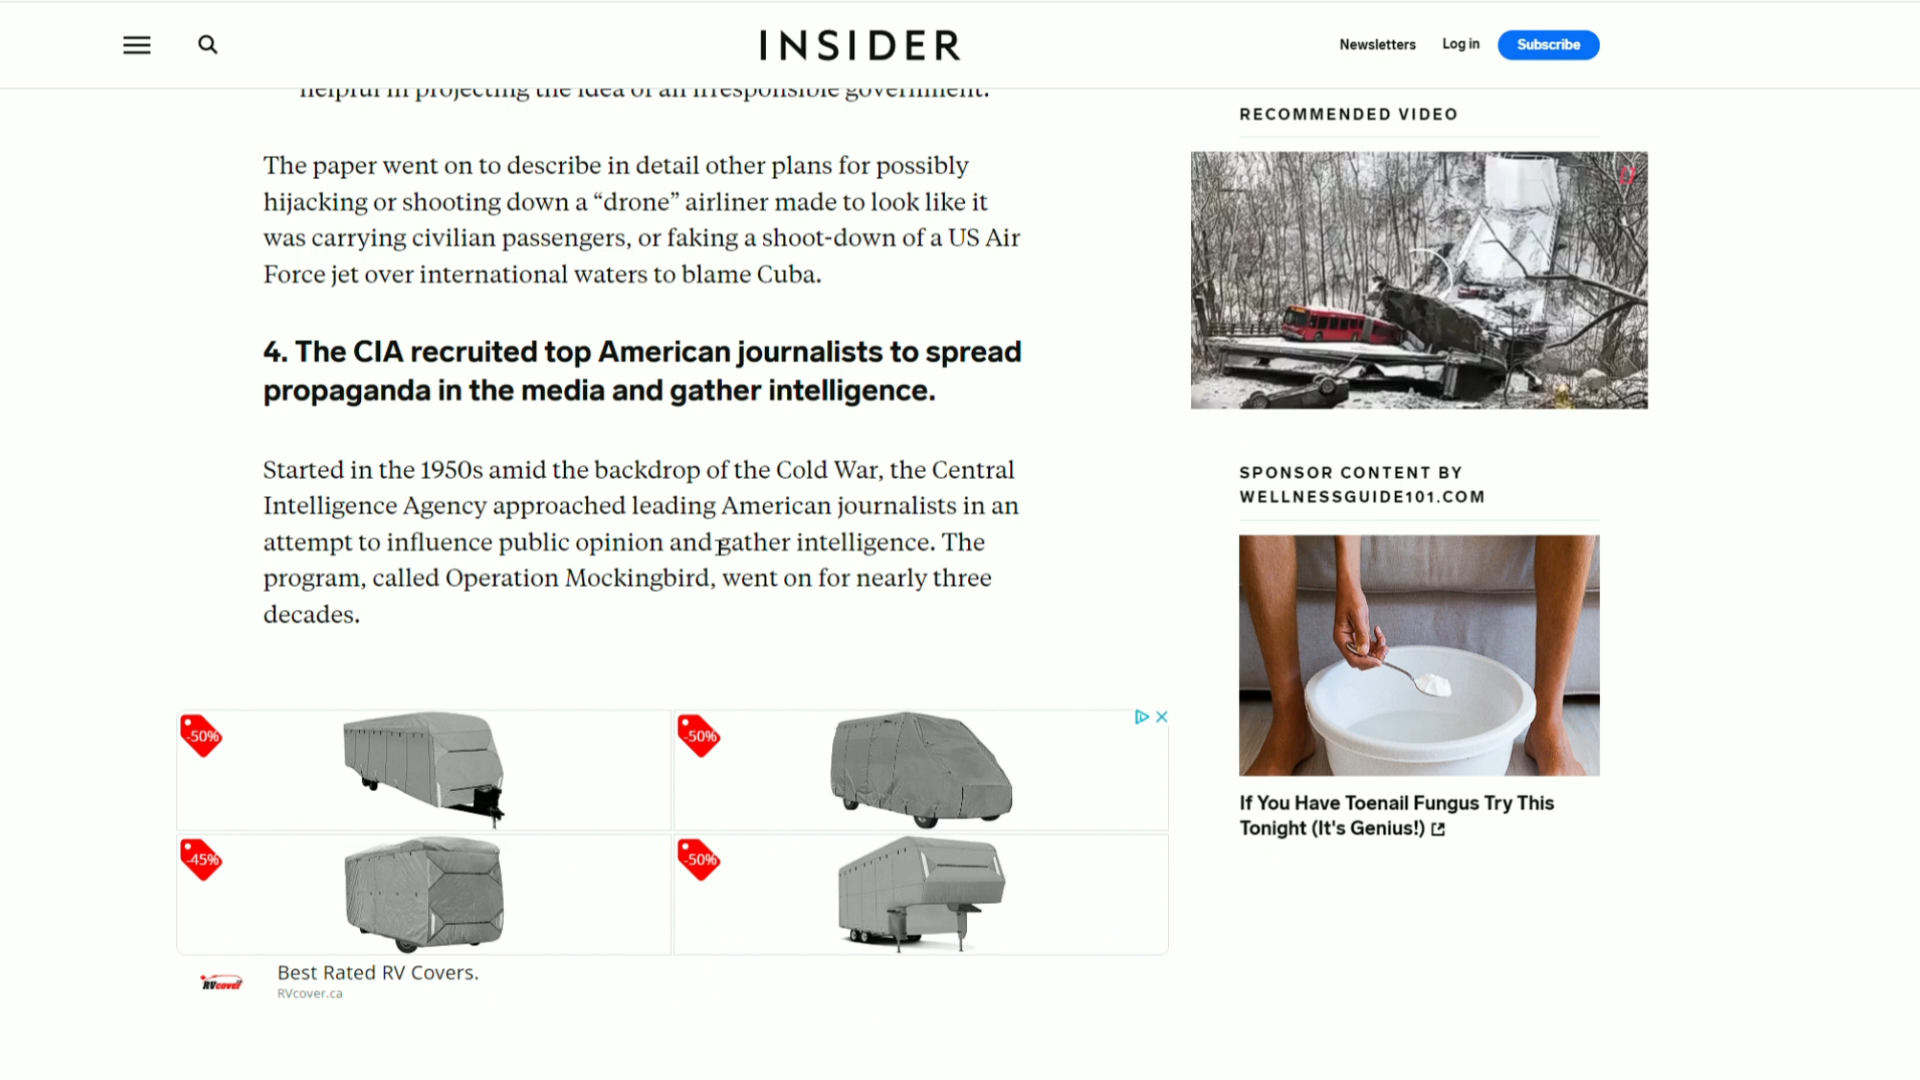 INSIDER
Newsletters
Log in
Subscribe
helpful in projecting the idea of an irresponsible government.
The paper went on to describe in detail other plans for possibly
hijacking or shooting down a “drone” airliner made to look like it
was carrying civilian passengers, or faking a shoot-down of a US Air
Force jet over international waters to blame Cuba.
4. The CIA recruited top American journalists to spread
propaganda in the media and gather intelligence.
Started in the 1950s amid the backdrop of the Cold War, the Central
Intelligence Agency approached leading American journalists in an
attempt to influence public opinion and gather intelligence. The
program, called Operation Mockingbird, went on for nearly three
decades.
-50%
-50%
-45%
-50%
RVcover
Best Rated RV Covers.
RVcover.ca
RECOMMENDED VIDEO
SPONSOR CONTENT BY
WELLNESSGUIDE101.COM
If You Have Toenail Fungus Try This
Tonight (It's Genius!)